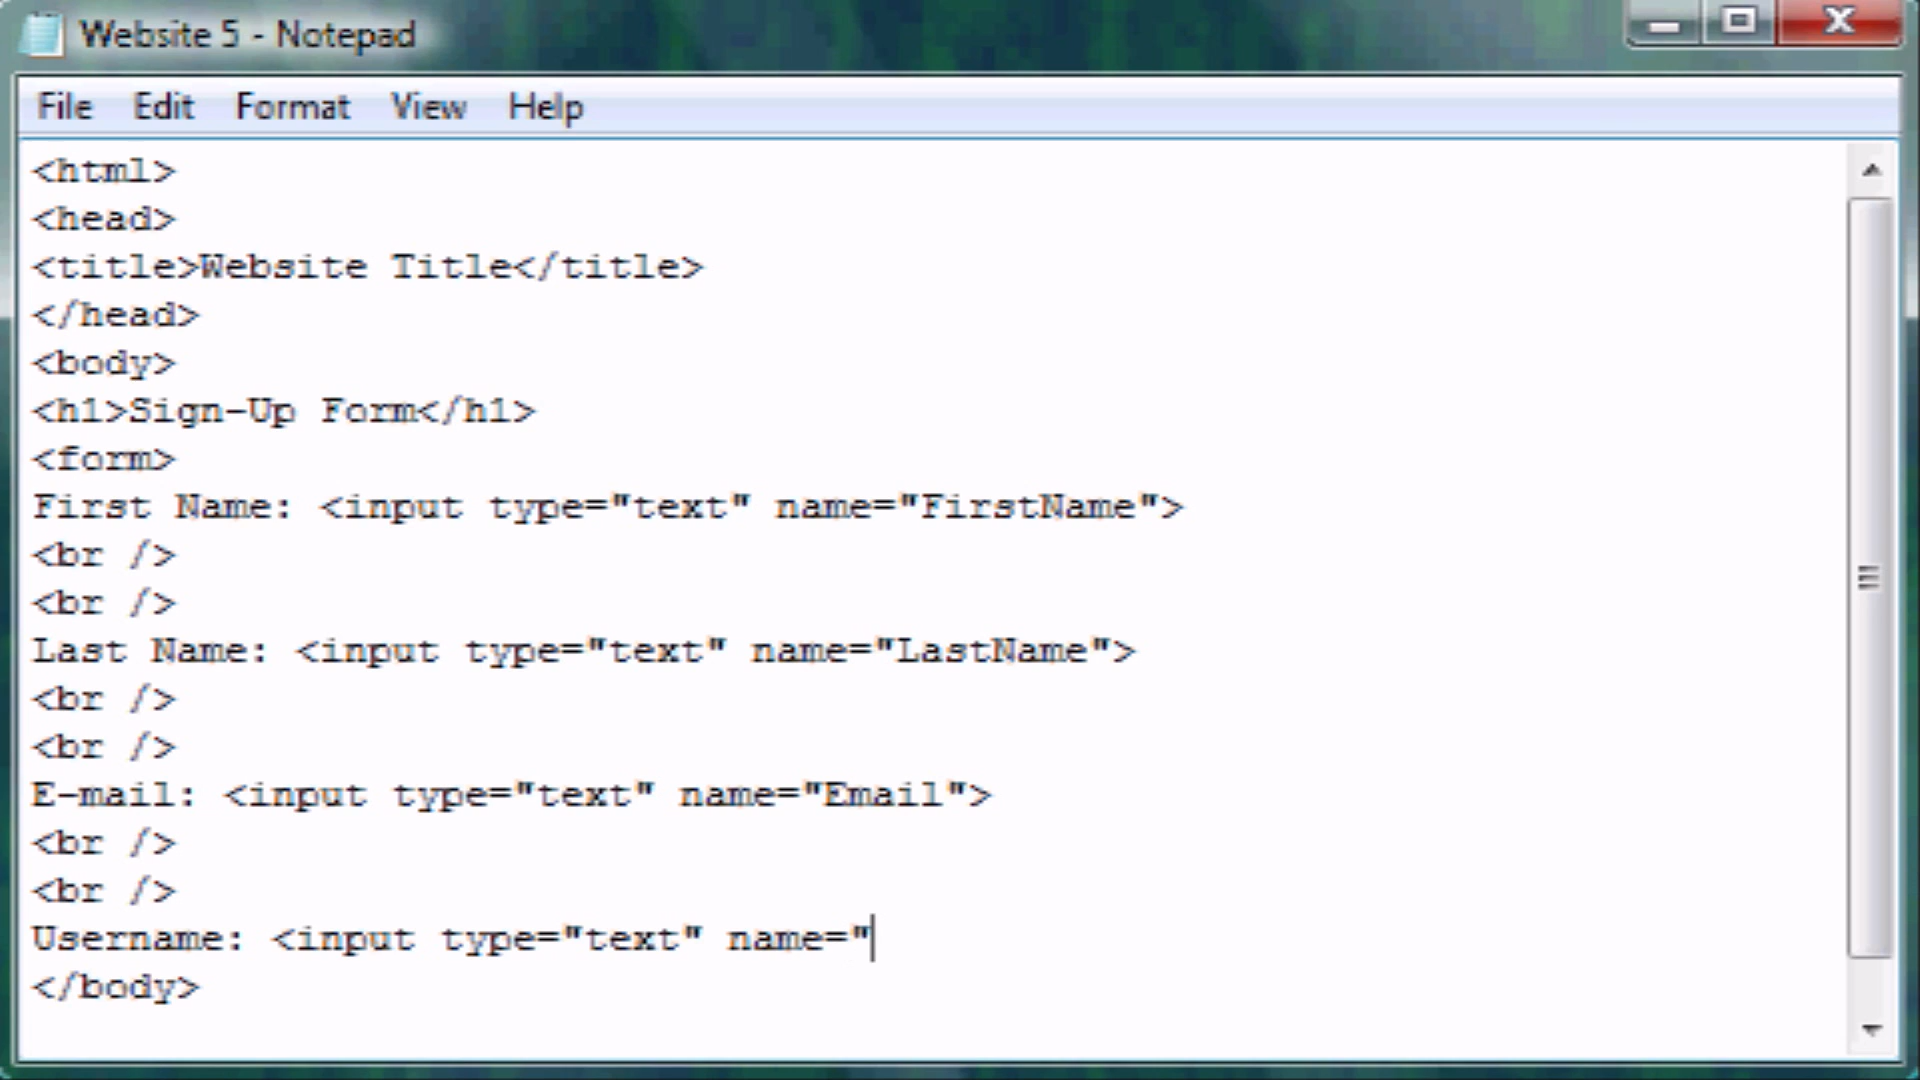 Website 5 - Notepad
File Edit Format View Help
<html>
<head>
<title>Website Title</title>
</head>
<body>
<h1>Sign-Up Form</h1>
<form>
First Name: <input type="text" name="FirstName">
<br />
<br />
Last Name: <input type="text" name="LastName">
<br />
<br />
E-mail: <input type="text" name="Email">
<br />
<br />
Username: <input type="text" name="
</body>